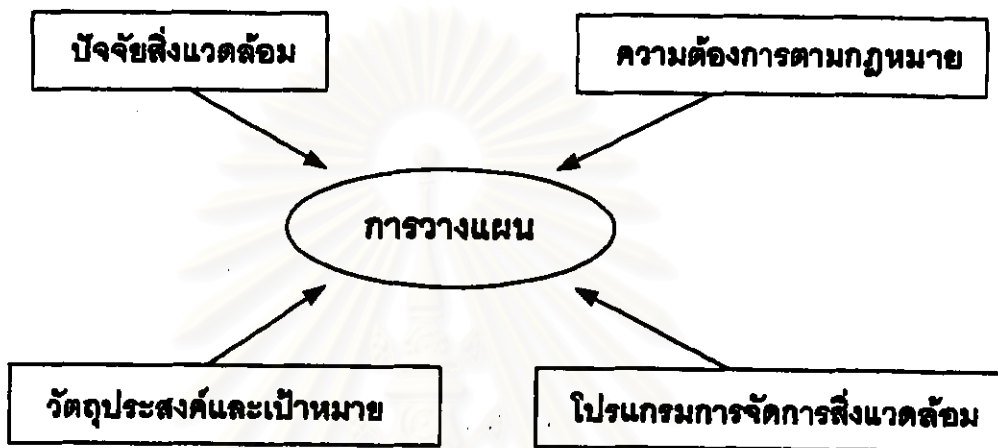 ปัจจัยสิ่งแวดล้อม
ความต้องการตามกฎหมาย
การวางแผน
วัตถุประสงค์และเป้าหมาย
โปรแกรมการจัดการสิ่งแวดล้อม